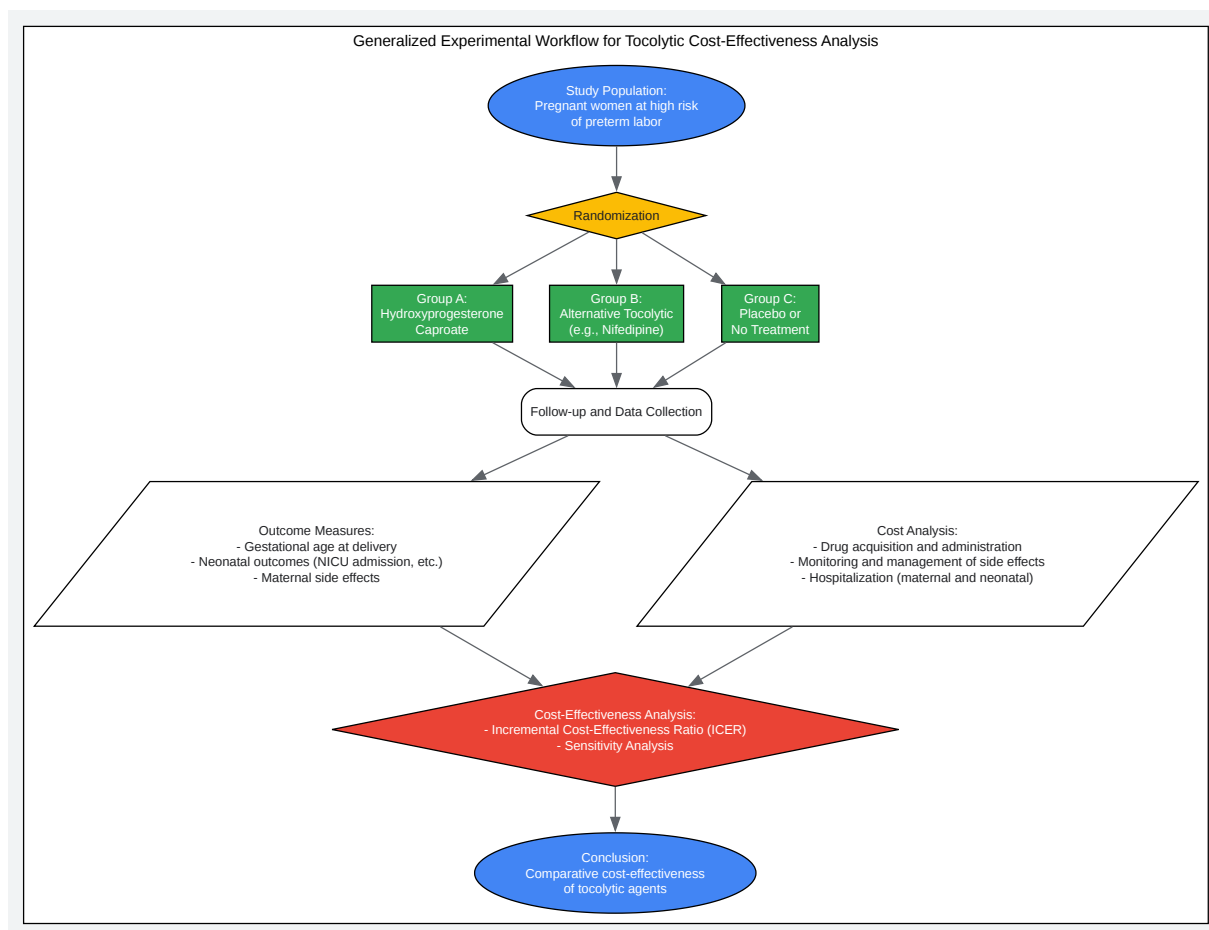 Generalized Experimental Workflow for Tocolytic Cost-Effectiveness Analysis
Study Population:
Pregnant women at high risk
of preterm labor
Randomization
Group A:
Hydroxyprogesterone
Caproate
Group B:
Alternative Tocolytic
(e.g., Nifedipine)
Group C:
Placebo or
No Treatment
Follow-up and Data Collection
Outcome Measures:
- Gestational age at delivery
- Neonatal outcomes (NICU admission, etc.)
- Maternal side effects
Cost Analysis:
- Drug acquisition and administration
- Monitoring and management of side effects
- Hospitalization (maternal and neonatal)
Cost-Effectiveness Analysis:
- Incremental Cost-Effectiveness Ratio (ICER)
- Sensitivity Analysis
Conclusion:
Comparative cost-effectiveness
of tocolytic agents